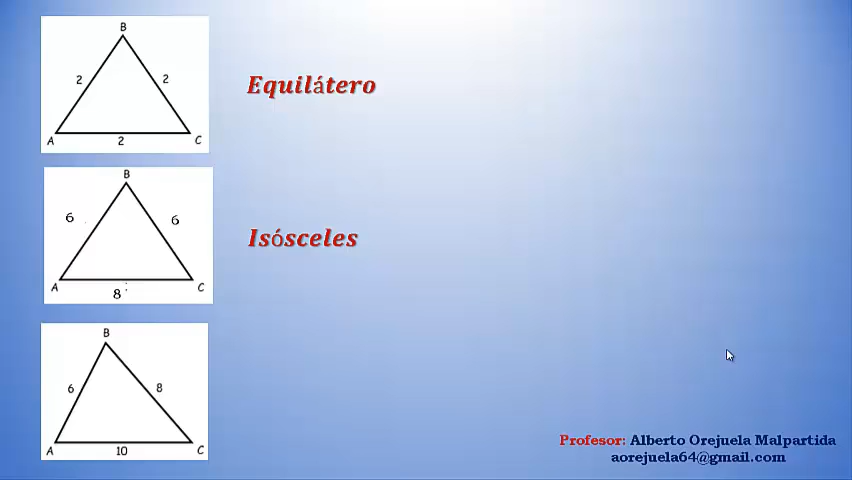 B
2 2
A 2 C
Equilátero
B
6 6
A 8 C
Isósceles
B
6 8
A 10 C
Profesor: Alberto Orejuela Malpartida
aorejuela64@gmail.com